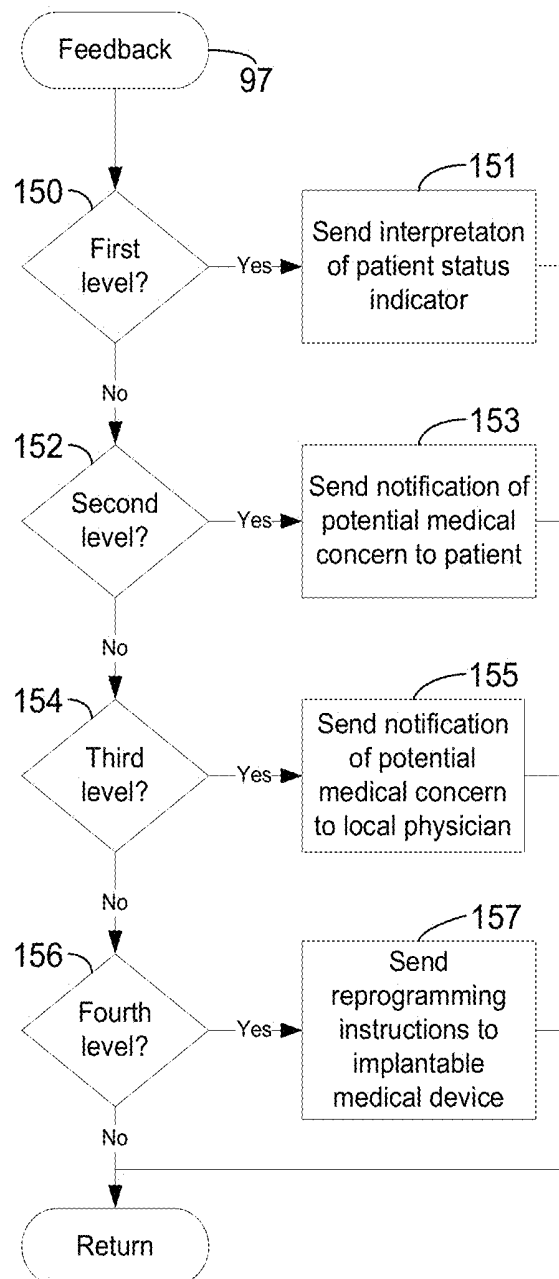 Feedback
97
150
First
level?
Yes
151
Send interpretaton
of patient status
indicator
No
152
Second
level?
Yes
153
Send notification of
potential medical
concern to patient
No
154
Third
level?
Yes
155
Send notification
of potential
medical concern
to local physician
No
156
Fourth
level?
Yes
157
Send
reprogramming
instructions to
implantable
medical device
No
Return